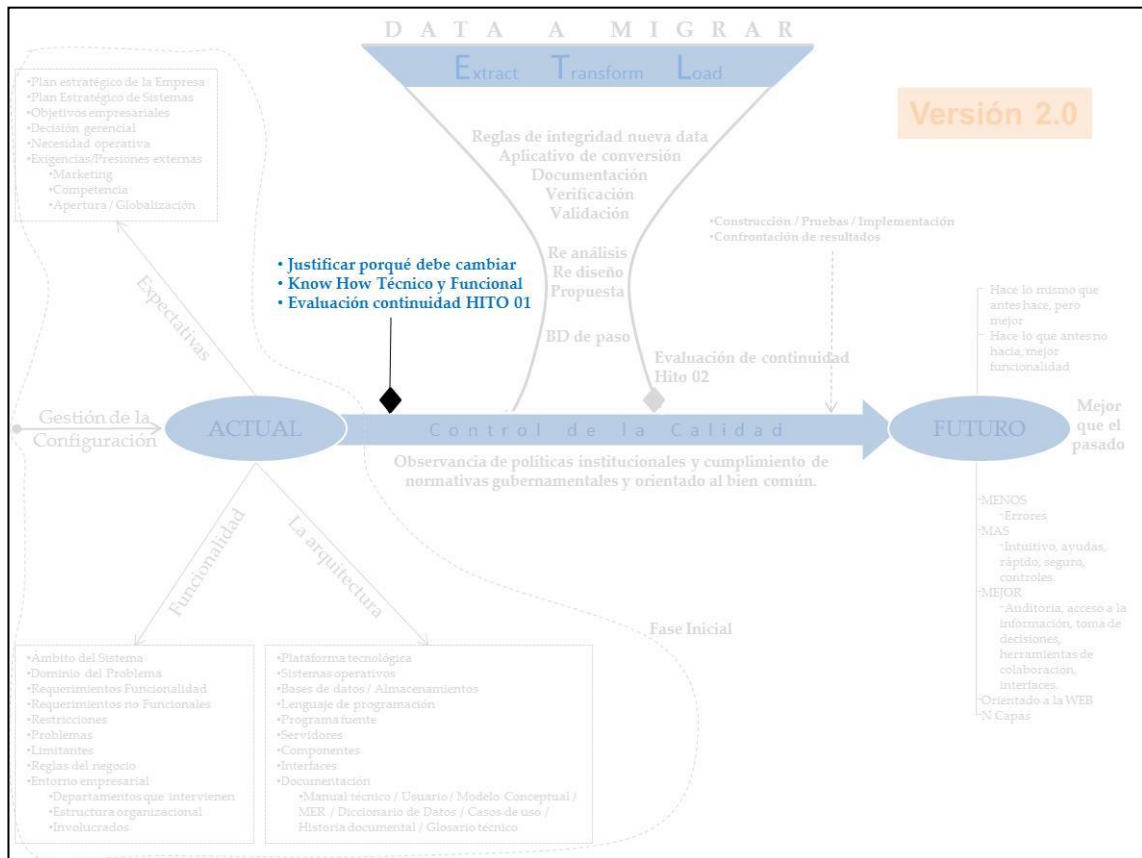 DATA A MIGRAR
Extract Transform Load
•Plan estratégico de la Empresa
•Plan Estratégico de Sistemas
•Objetivos empresariales
•Decisión gerencial
•Necesidad operativa
•Exigencias/Presiones externas
•Marketing
•Competencia
•Apertura / Globalización
Versión 2.0
Reglas de integridad nueva data
Aplicativo de conversión
Documentación
Verificación
Validación
Re análisis
Re diseño
Propuesta
BD de paso
•Construcción / Pruebas / Implementación
•Confrontación de resultados
• Justificar porqué debe cambiar
• Know How Técnico y Funcional
• Evaluación continuidad HITO 01
Expectativas
Evaluación de continuidad
Hito 02
Hace lo mismo que
antes hace, pero
mejor
Hace lo que antes no
hacia, mejor
funcionalidad
Gestión de la
Configuración
ACTUAL
Control de la Calidad
FUTURO
Mejor
que el
pasado
Observancia de políticas institucionales y cumplimiento de
normativas gubernamentales y orientado al bien común.
Funcionalidad
La arquitectura
MENOS
Errores
MAS
Intuitivo, ayudas,
rápido, seguro,
controles.
MEJOR
Auditoria, acceso a la
información, toma de
decisiones,
herramientas de
colaboración,
interfaces.
Orientado a la WEB
N Capas
Fase Inicial
•Ámbito del Sistema
•Dominio del Problema
•Requerimientos Funcionalidad
•Requerimientos no Funcionales
•Restricciones
•Problemas
•Limitantes
•Reglas del negocio
•Entorno empresarial
•Departamentos que intervienen
•Estructura organizacional
•Involucrados
•Plataforma tecnológica
•Sistemas operativos
•Bases de datos / Almacenamientos
•Lenguaje de programación
•Programa fuente
•Servidores
•Componentes
•Interfaces
•Documentación
•Manual técnico / Usuario / Modelo Conceptual /
MER / Diccionario de Datos / Casos de uso /
Historia documental / Glosario técnico